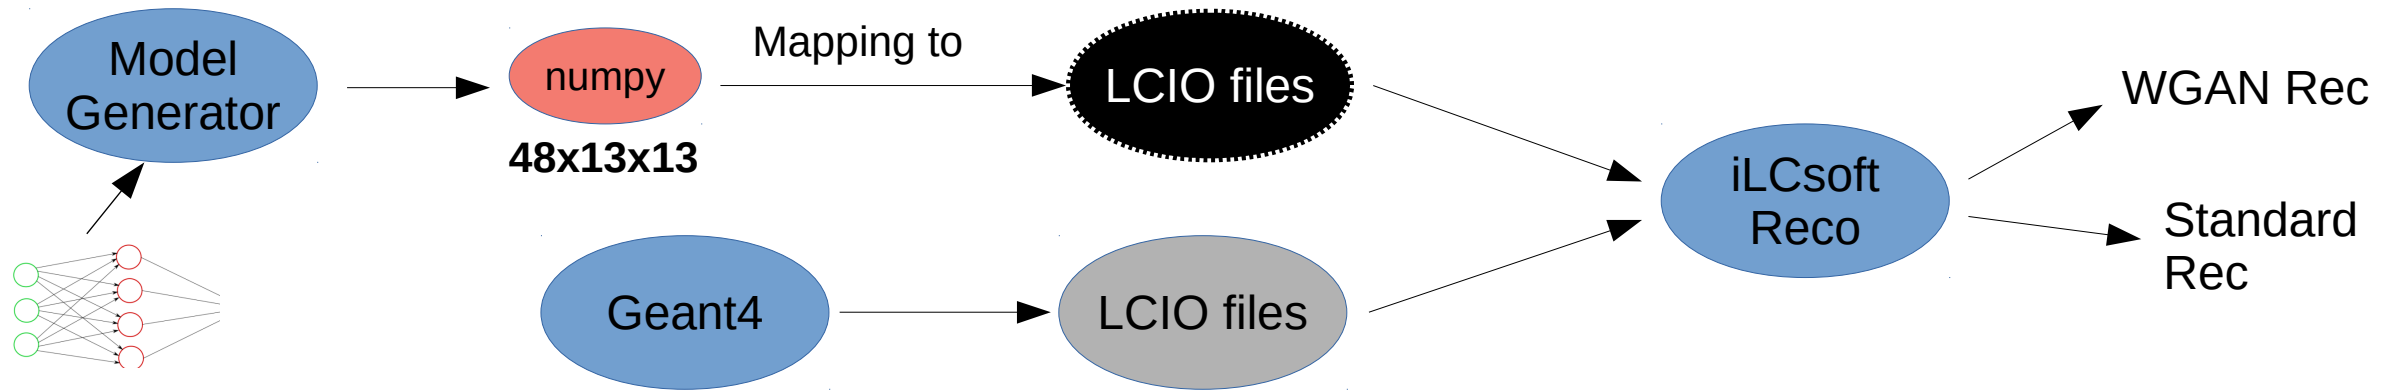 Model
Generator
numpy
48x13x13
Mapping to
LCIO files
Geant4
LCIO files
iLCsoft
Reco
WGAN Rec
Standard
Rec